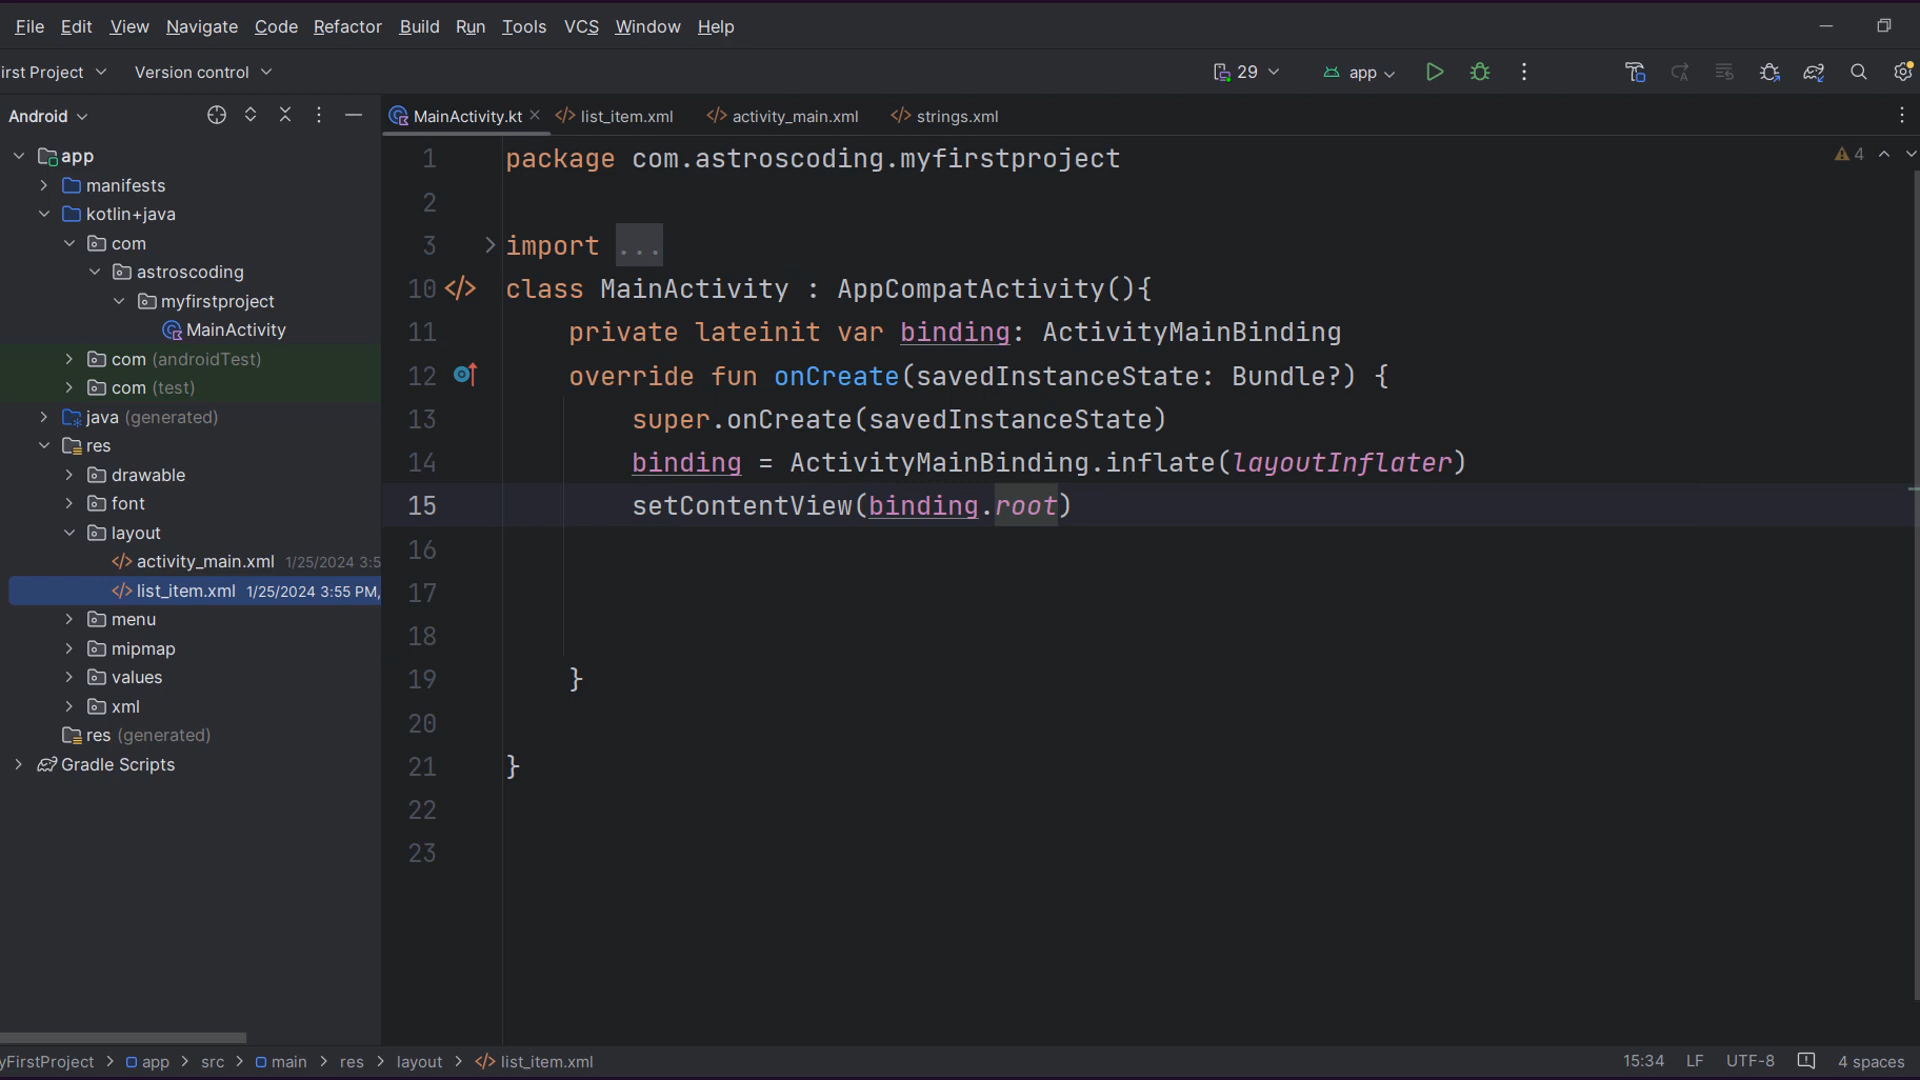 File Edit View Navigate Code Refactor Build Run Tools VCS Window Help
irst Project Version control 29 app
Android
MainActivity.kt list_item.xml activity_main.xml strings.xml
app
manifests
kotlin+java
com
astroscoding
myfirstproject
MainActivity
com (androidTest)
com (test)
java (generated)
res
drawable
font
layout
activity_main.xml 1/25/2024 3:5
list_item.xml 1/25/2024 3:55 PM,
menu
mipmap
values
xml
res (generated)
Gradle Scripts
4
1 package com.astroscoding.myfirstproject
2
3 import ...
10 class MainActivity : AppCompatActivity(){
11 private lateinit var binding: ActivityMainBinding
12 override fun onCreate(savedInstanceState: Bundle?) {
13 super.onCreate(savedInstanceState)
14 binding = ActivityMainBinding.inflate(layoutInflater)
15 setContentView(binding.root)
16
17
18
19 }
20
21 }
22
23
yFirstProject > app > src > main > res > layout > list_item.xml 15:34 LF UTF-8 4 spaces